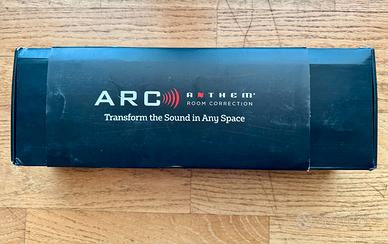 ARC ANTHEM®
ROOM CORRECTION
Transform the Sound in Any Space